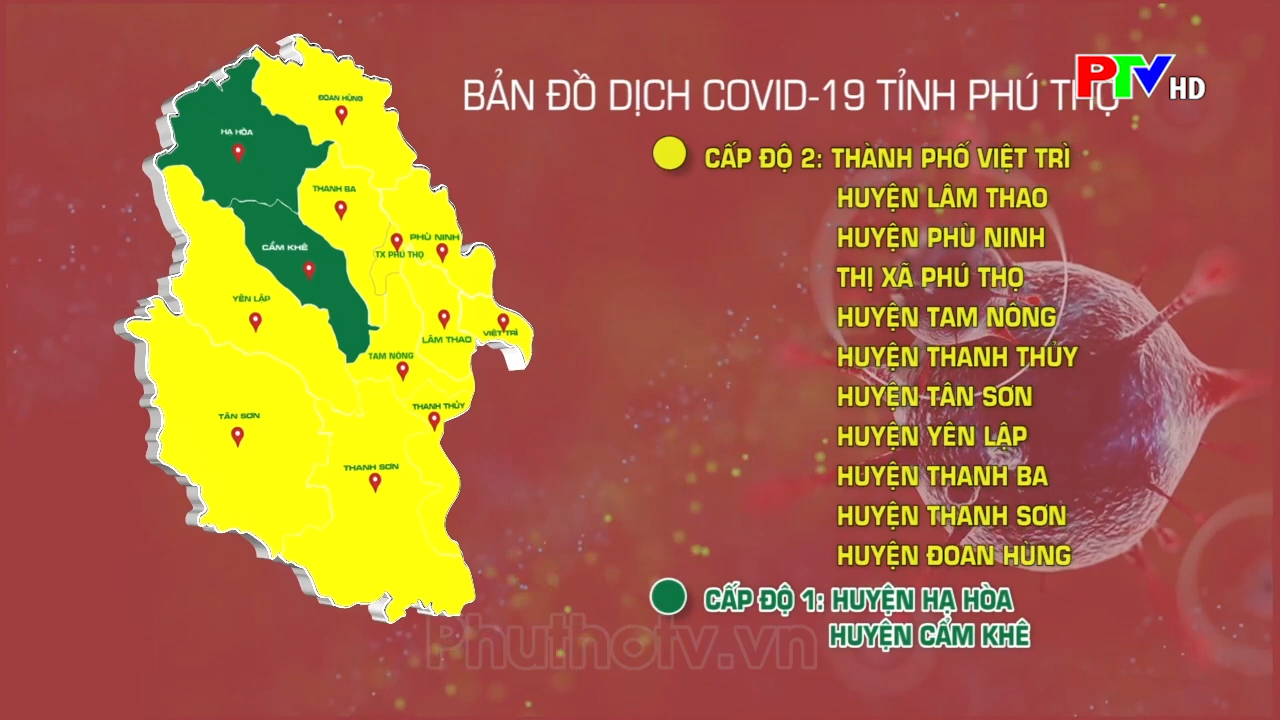 PTV HD
BẢN ĐỒ DỊCH COVID-19 TỈNH PHÚ THỌ
CẤP ĐỘ 2: THÀNH PHỐ VIỆT TRÌ
HUYỆN LÂM THAO
HUYỆN PHÙ NINH
THỊ XÃ PHÚ THỌ
HUYỆN TAM NÔNG
HUYỆN THANH THỦY
HUYỆN TÂN SƠN
HUYỆN YÊN LẬP
HUYỆN THANH BA
HUYỆN THANH SƠN
HUYỆN ĐOAN HÙNG
CẤP ĐỘ 1: HUYỆN HẠ HÒA
HUYỆN CẨM KHÊ
ĐOAN HÙNG
HẠ HÒA
THANH BA
PHÙ NINH
CẨM KHÊ
TX PHÚ THỌ
YÊN LẬP
VIỆT TRÌ
LÂM THAO
TAM NÔNG
THANH THỦY
TÂN SƠN
THANH SƠN
Phuthotv.vn